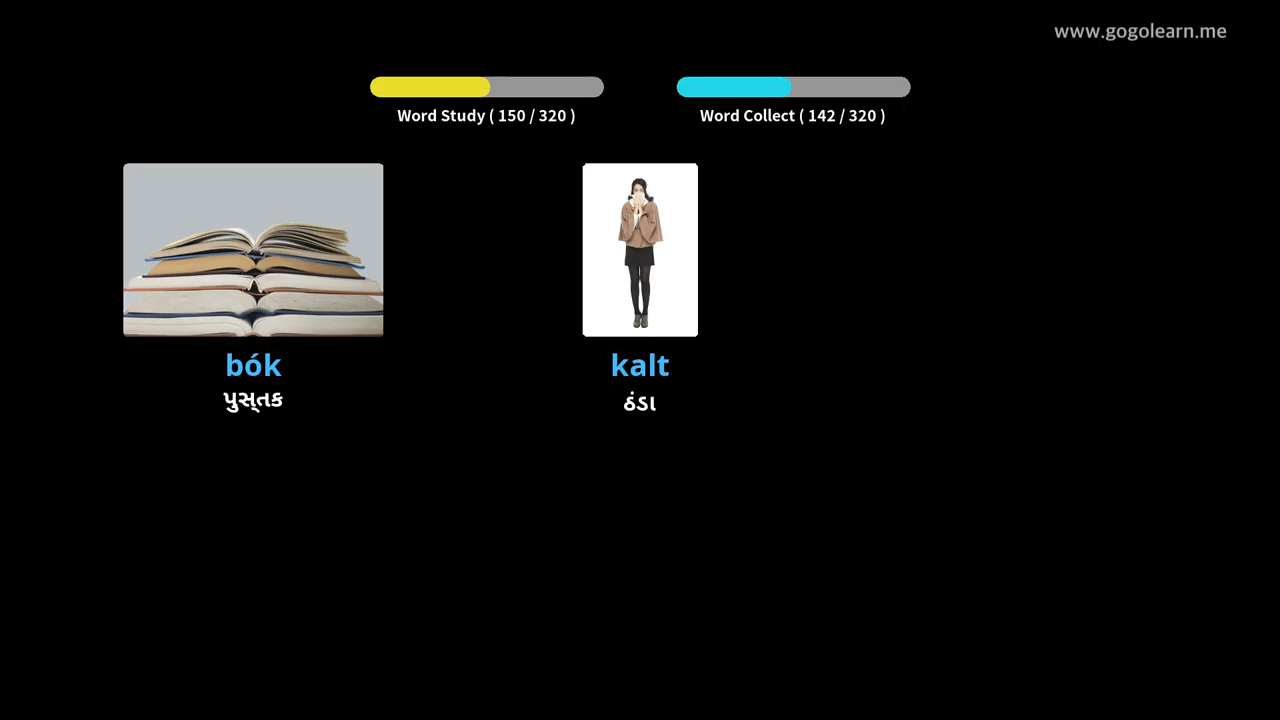 www.gogolearn.me
Word Study ( 150 / 320 )
Word Collect ( 142 / 320 )
bók
પુસ્તક
kalt
ઠંડા